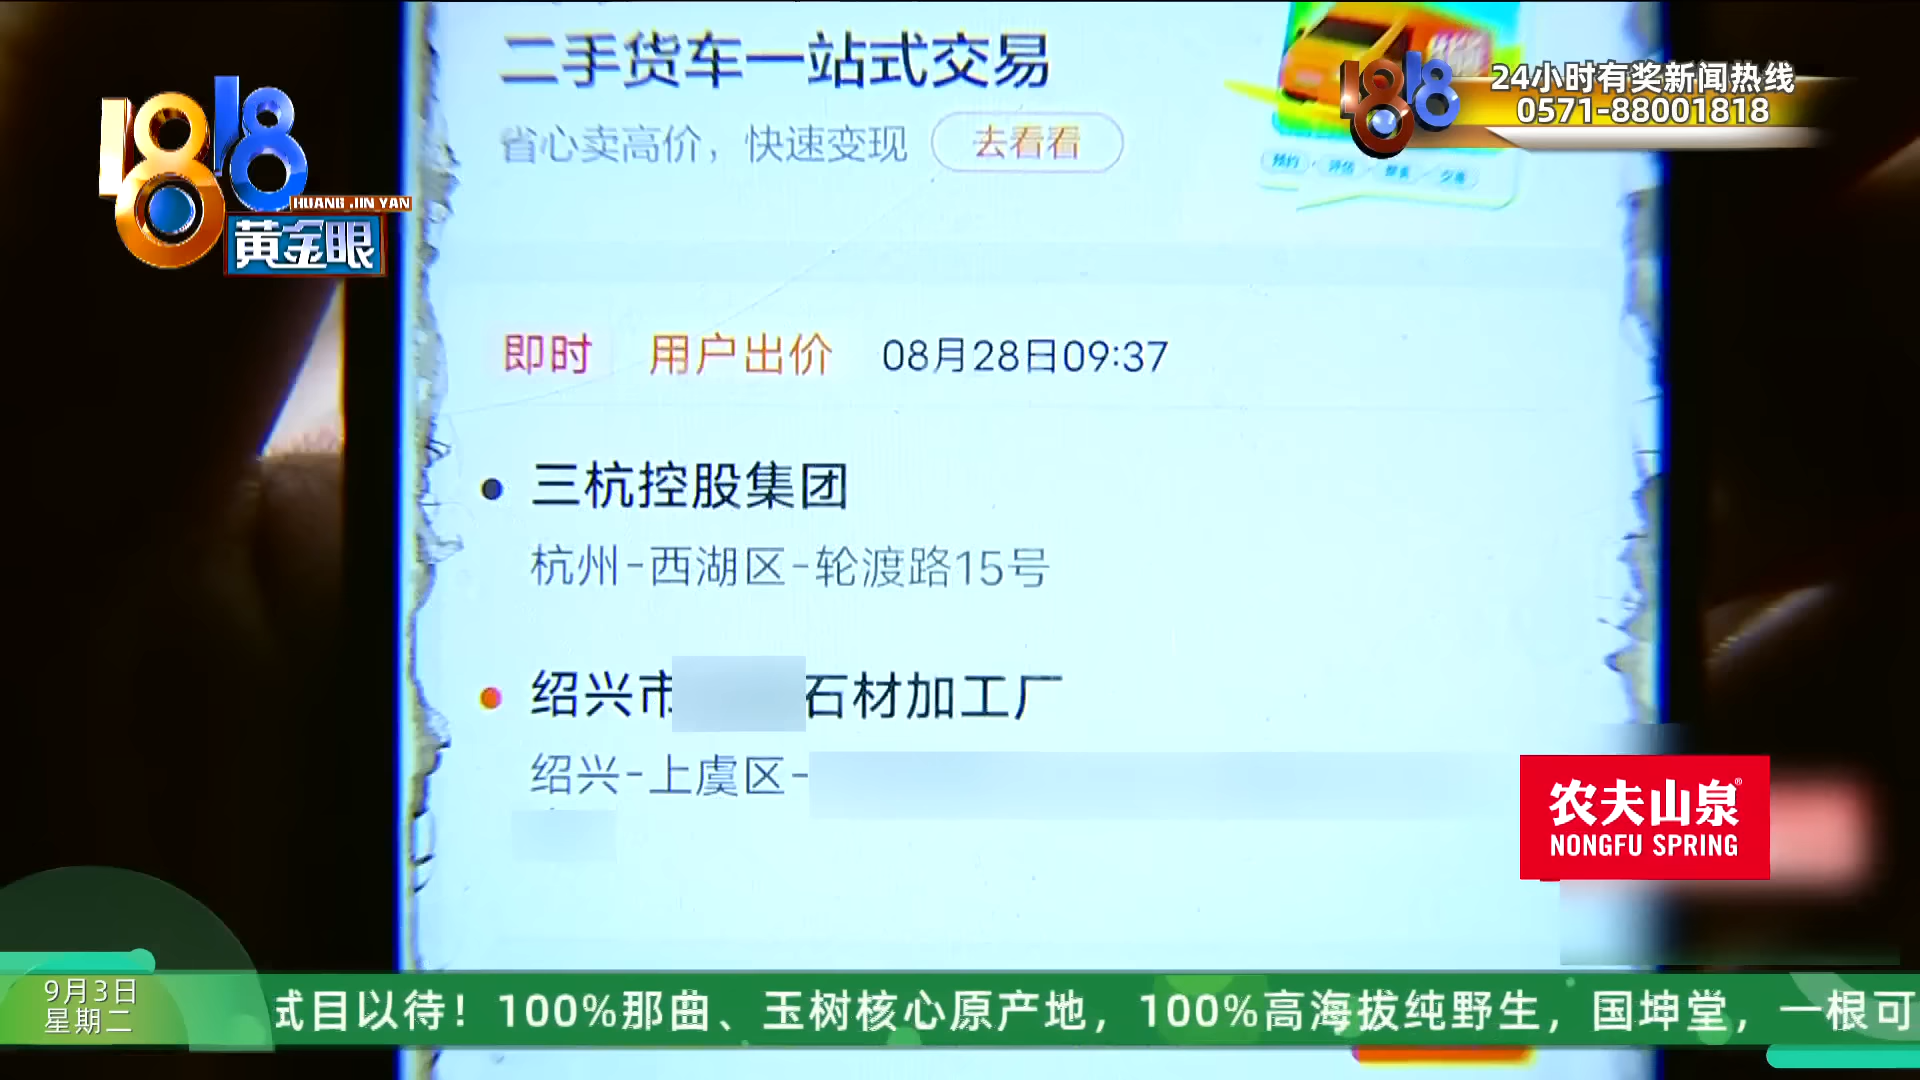 二手货车一站式交易
省心卖高价，快速变现 去看看
预约 评估
24小时有奖新闻热线
0571-88001818
1818
HUANG JIN YAN
黄金眼
1818
即时 用户出价 08月28日09:37
三杭控股集团
杭州-西湖区-轮渡路15号
绍兴市 石材加工厂
绍兴-上虞区-
农夫山泉®
NONGFU SPRING
9月3日
星期二
拭目以待！100%那曲、玉树核心原产地，100%高海拔纯野生，国坤堂，一根可